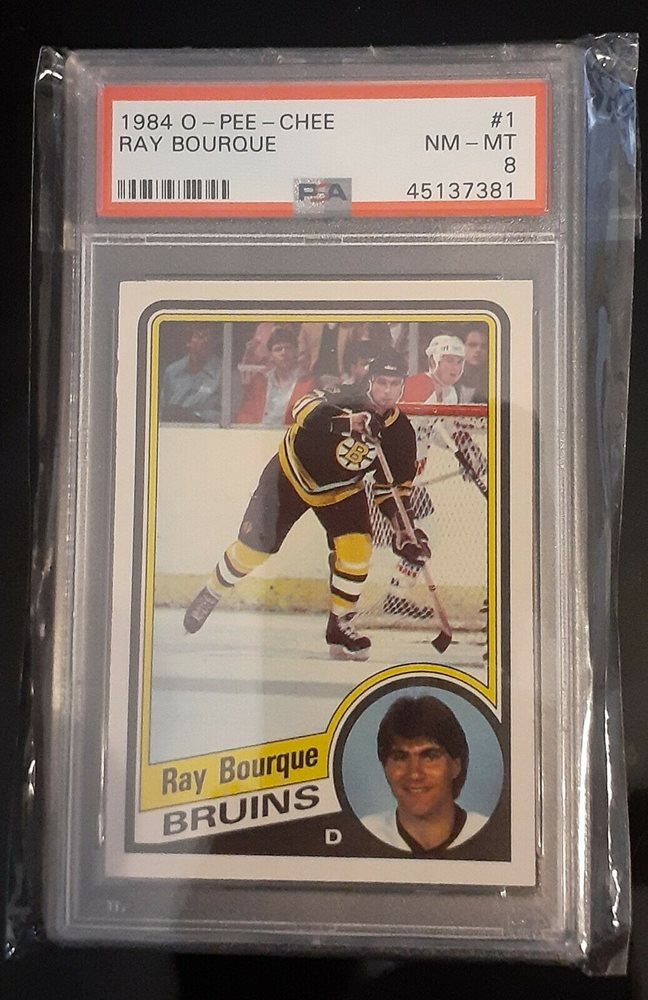 1984 O-PEE-CHEE #1
RAY BOURQUE NM-MT
8
PSA 45137381
B
Ray Bourque
BRUINS
D